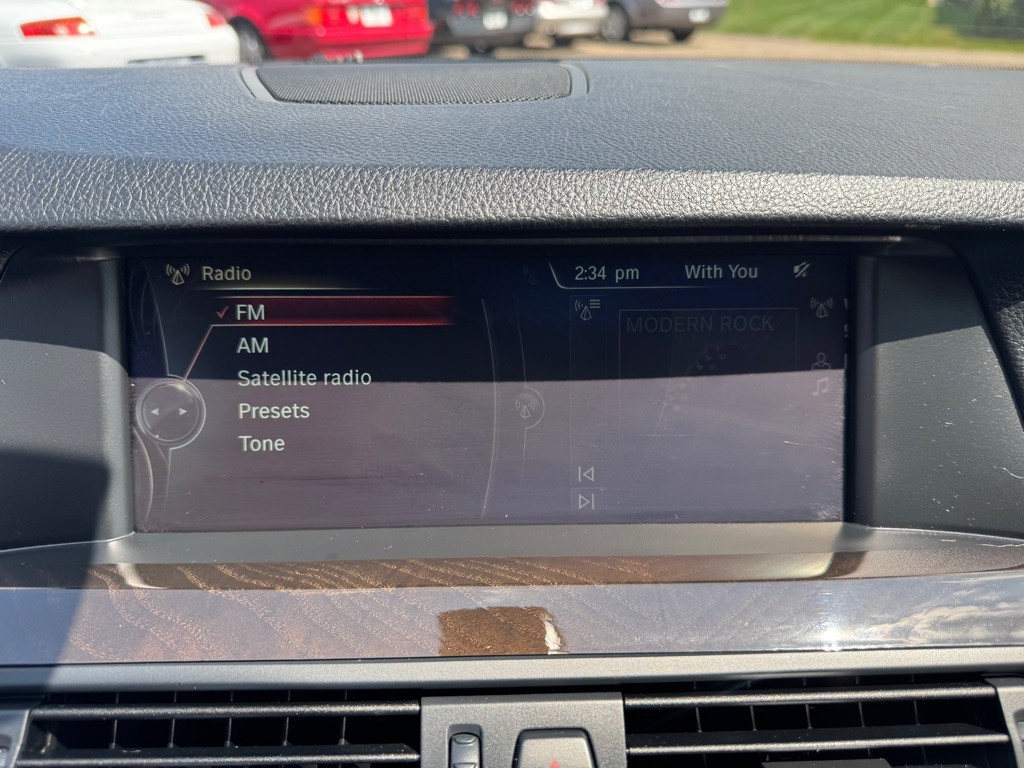 Radio
2:34 pm
With You
FM
AM
Satellite radio
Presets
Tone
MODERN ROCK